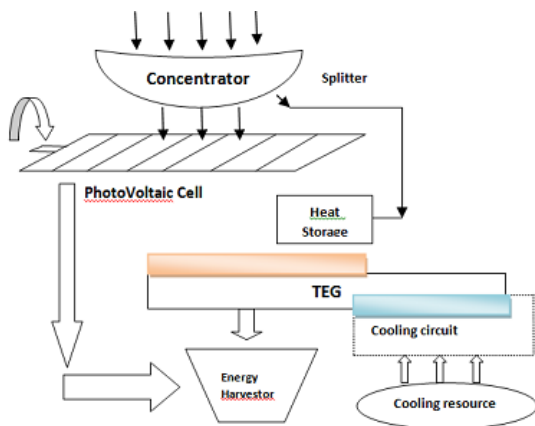 Concentrator
Splitter
PhotoVoltaic Cell
Heat
Storage
TEG
Cooling circuit
Energy
Harvestor
Cooling resource